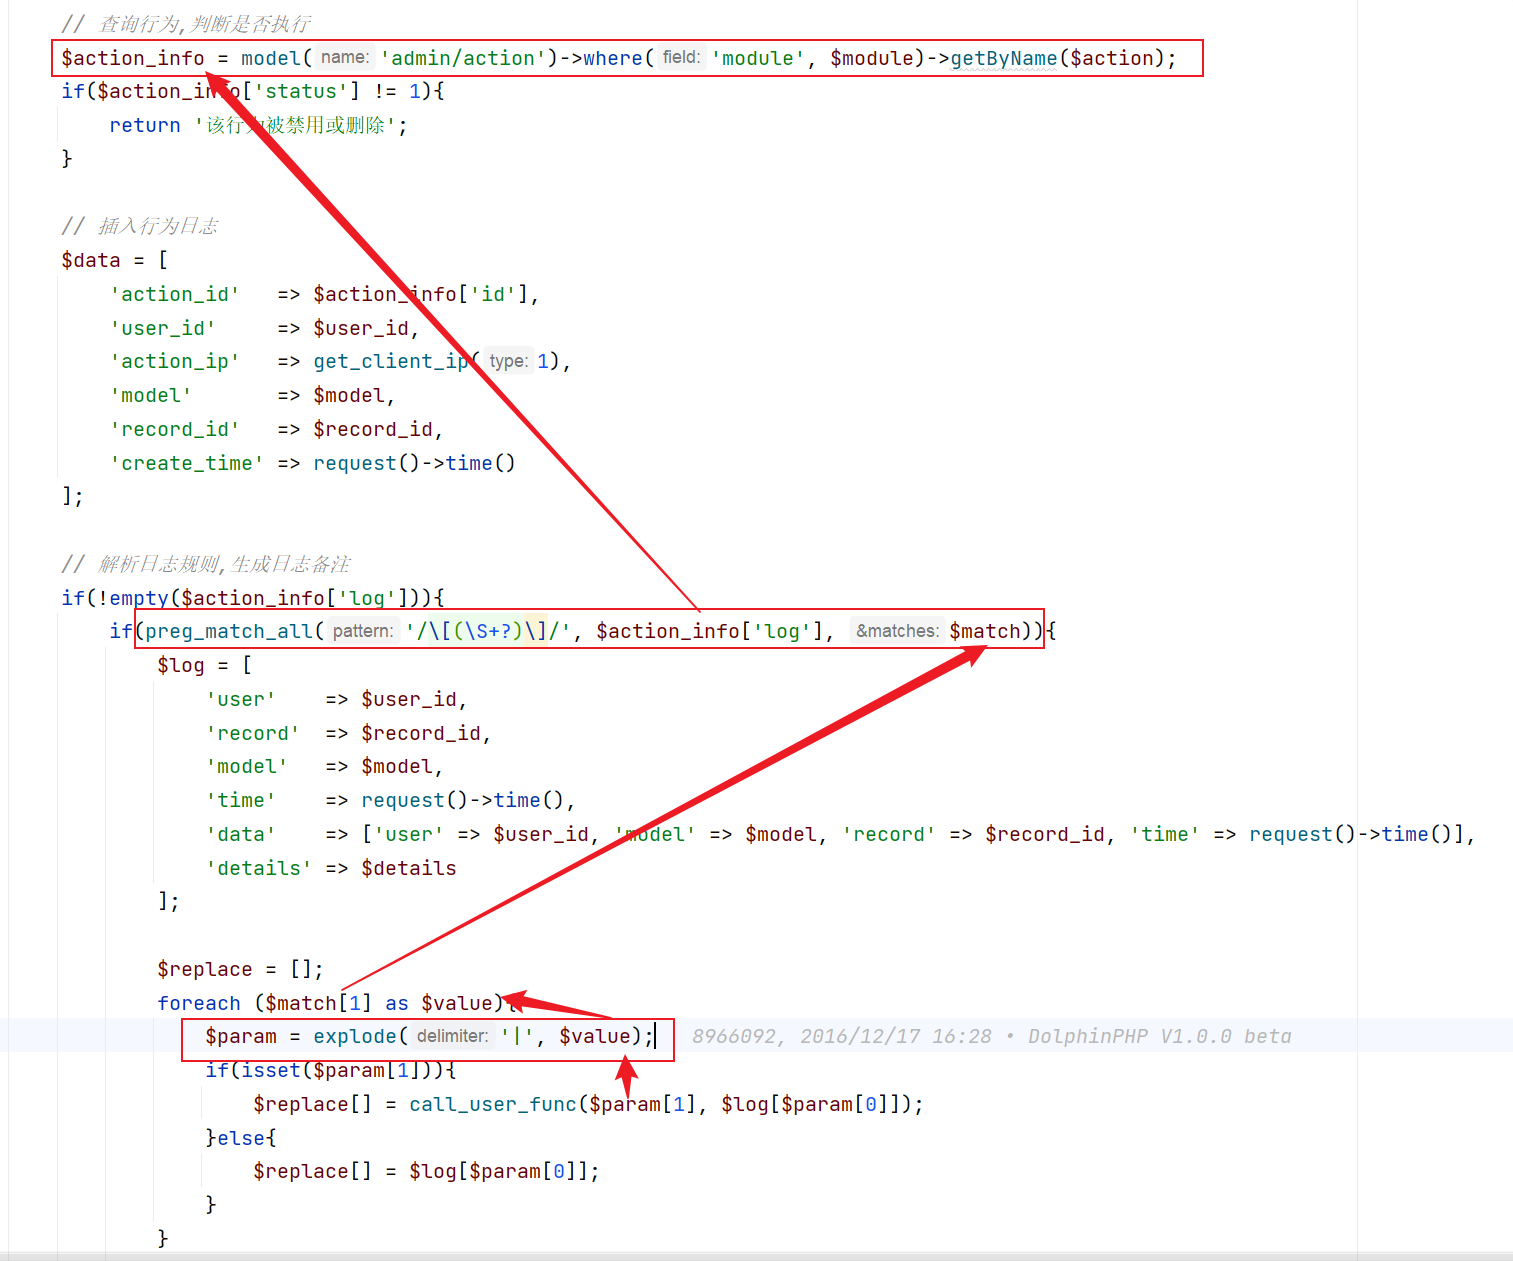 // 查询行为,判断是否执行
$action_info = model( name: 'admin/action')->where( field: 'module', $module)->getByName($action);
if($action_info['status'] != 1){
    return '该行为被禁用或删除';
}
// 插入行为日志
$data = [
    'action_id'   => $action_info['id'],
    'user_id'     => $user_id,
    'action_ip'   => get_client_ip( type: 1),
    'model'       => $model,
    'record_id'   => $record_id,
    'create_time' => request()->time()
];
// 解析日志规则,生成日志备注
if(!empty($action_info['log'])){
    if(preg_match_all( pattern: '/\[(\S+?)\]/', $action_info['log'], &matches: $match)){
        $log = [
            'user'    => $user_id,
            'record'  => $record_id,
            'model'   => $model,
            'time'    => request()->time(),
            'data'    => ['user' => $user_id, 'model' => $model, 'record' => $record_id, 'time' => request()->time()],
            'details' => $details
        ];
        $replace = [];
        foreach ($match[1] as $value){
            $param = explode( delimiter: '|', $value); 8966092, 2016/12/17 16:28 • DolphinPHP V1.0.0 beta
            if(isset($param[1])){
                $replace[] = call_user_func($param[1], $log[$param[0]]);
            }else{
                $replace[] = $log[$param[0]];
            }
        }